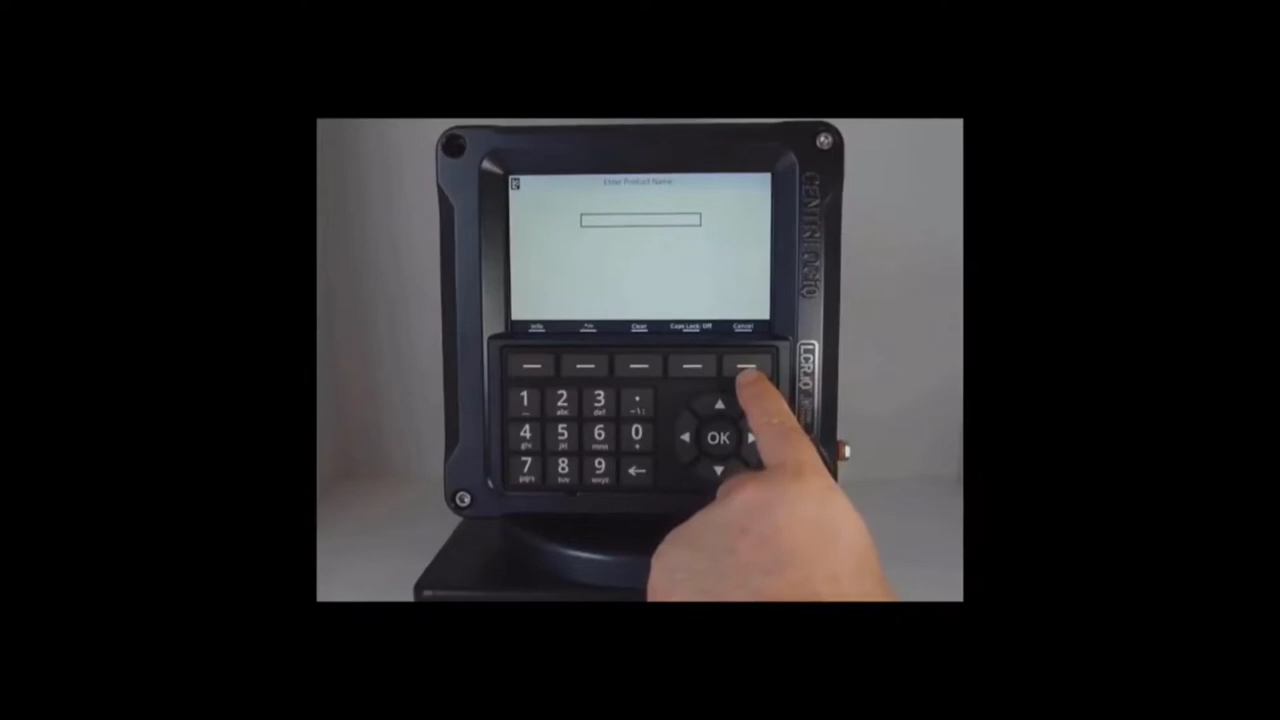 Enter Product Name:
Info
Clear
Caps Lock: Off
Cancel
1
2 abc
3 def
.
4 ghi
5 jkl
6 mno
0
+
7 pqrs
8 tuv
9 wxyz
OK
CENTRILOGIQ
LCR.iQ